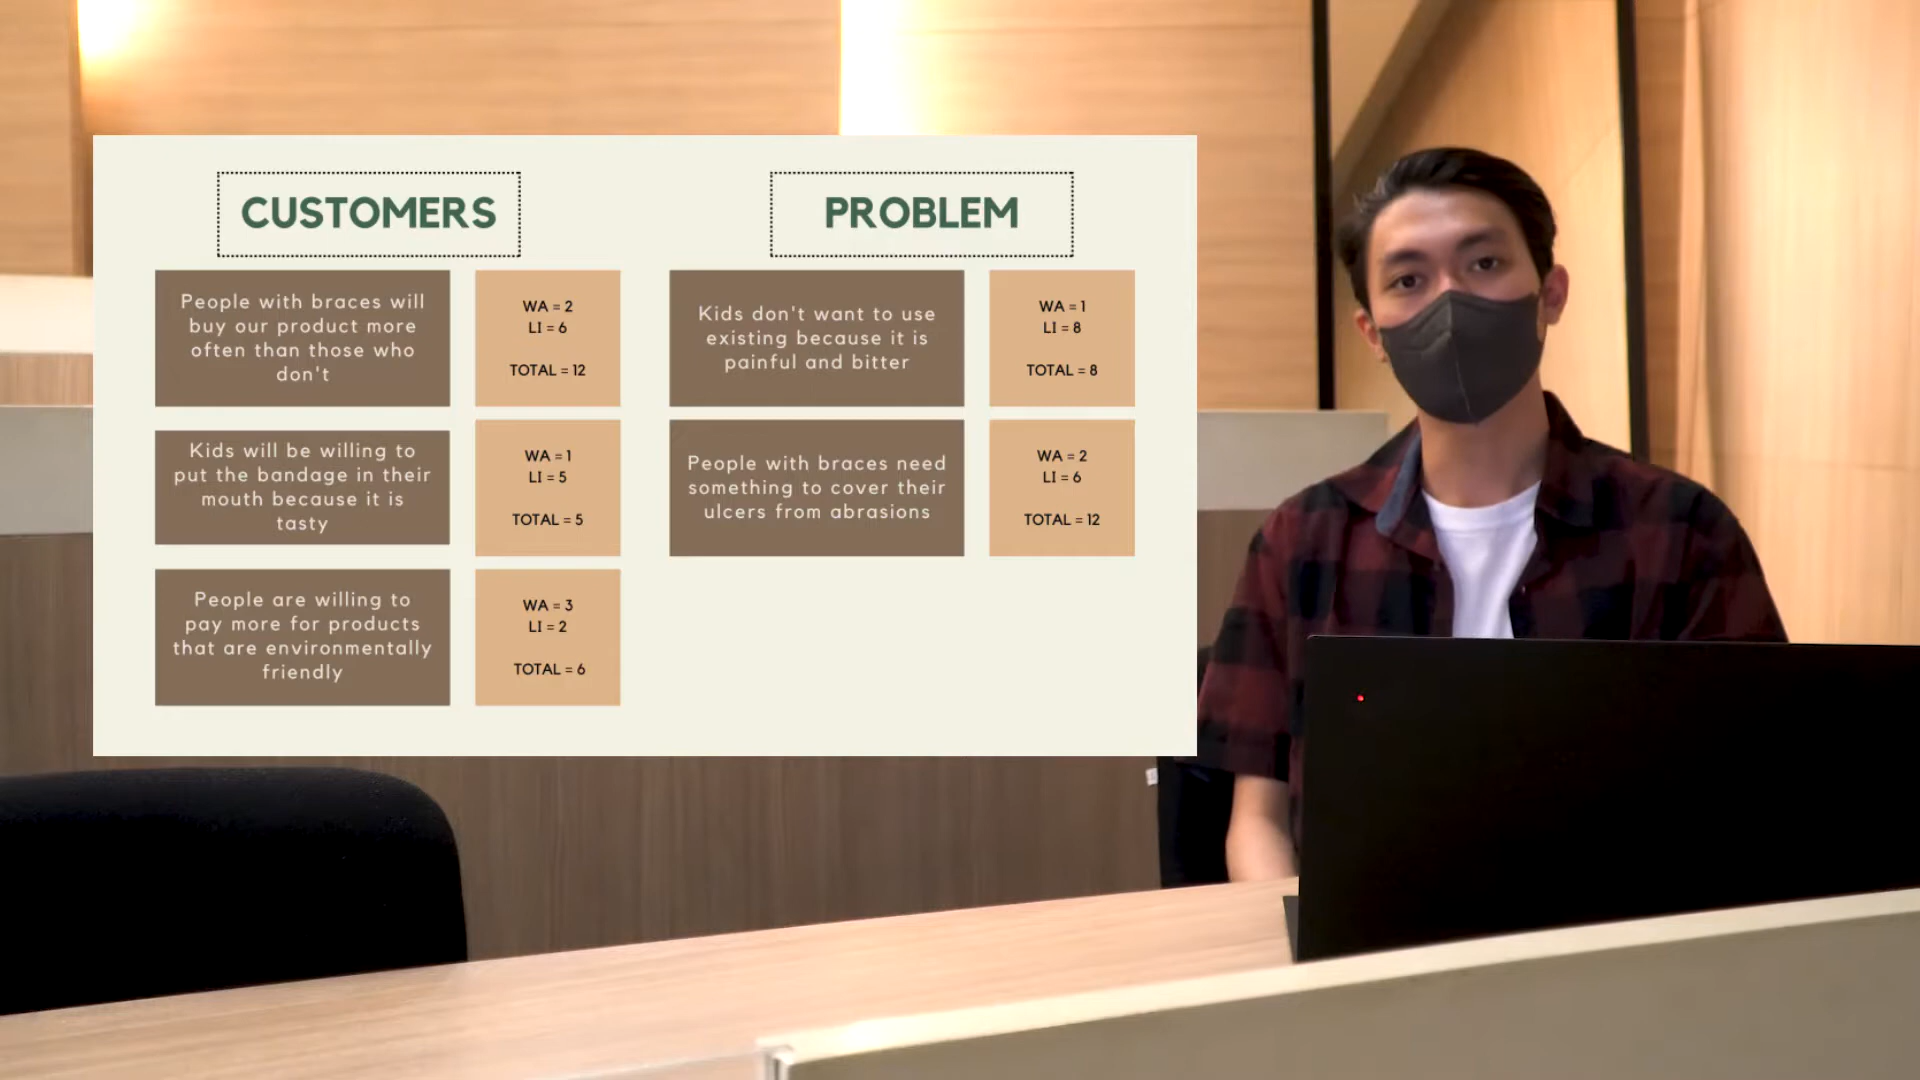 CUSTOMERS
People with braces will
buy our product more
often than those who
don't
WA = 2
LI = 6
TOTAL = 12
Kids will be willing to
put the bandage in their
mouth because it is
tasty
WA = 1
LI = 5
TOTAL = 5
People are willing to
pay more for products
that are environmentally
friendly
WA = 3
LI = 2
TOTAL = 6
PROBLEM
Kids don't want to use
existing because it is
painful and bitter
WA = 1
LI = 8
TOTAL = 8
People with braces need
something to cover their
ulcers from abrasions
WA = 2
LI = 6
TOTAL = 12